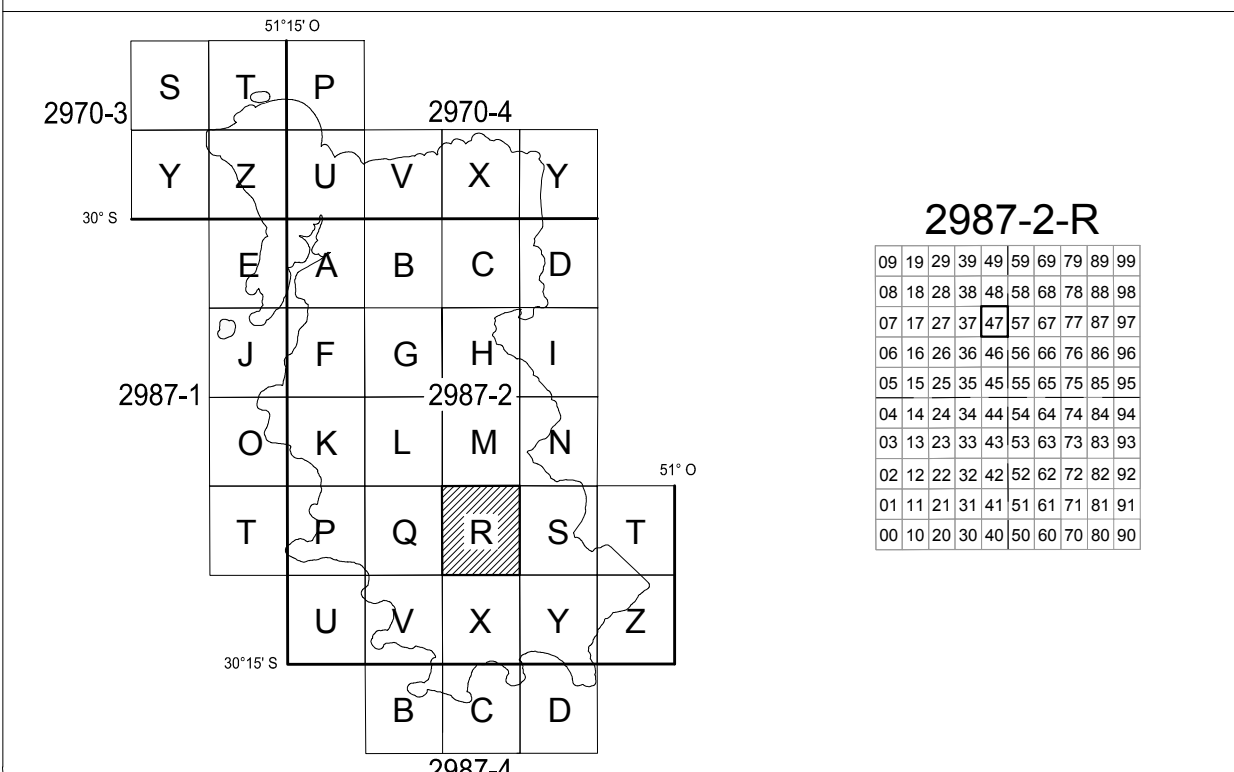 51°15' O
S T P
2970-3 2970-4
Y Z U V X Y
30° S
E A B C D
J F G H I
2987-1 2987-2
O K L M N
51° O
T P Q R S T
U V X Y Z
30°15' S
B C D
2987-4
2987-2-R
09 19 29 39 49 59 69 79 89 99
08 18 28 38 48 58 68 78 88 98
07 17 27 37 47 57 67 77 87 97
06 16 26 36 46 56 66 76 86 96
05 15 25 35 45 55 65 75 85 95
04 14 24 34 44 54 64 74 84 94
03 13 23 33 43 53 63 73 83 93
02 12 22 32 42 52 62 72 82 92
01 11 21 31 41 51 61 71 81 91
00 10 20 30 40 50 60 70 80 90